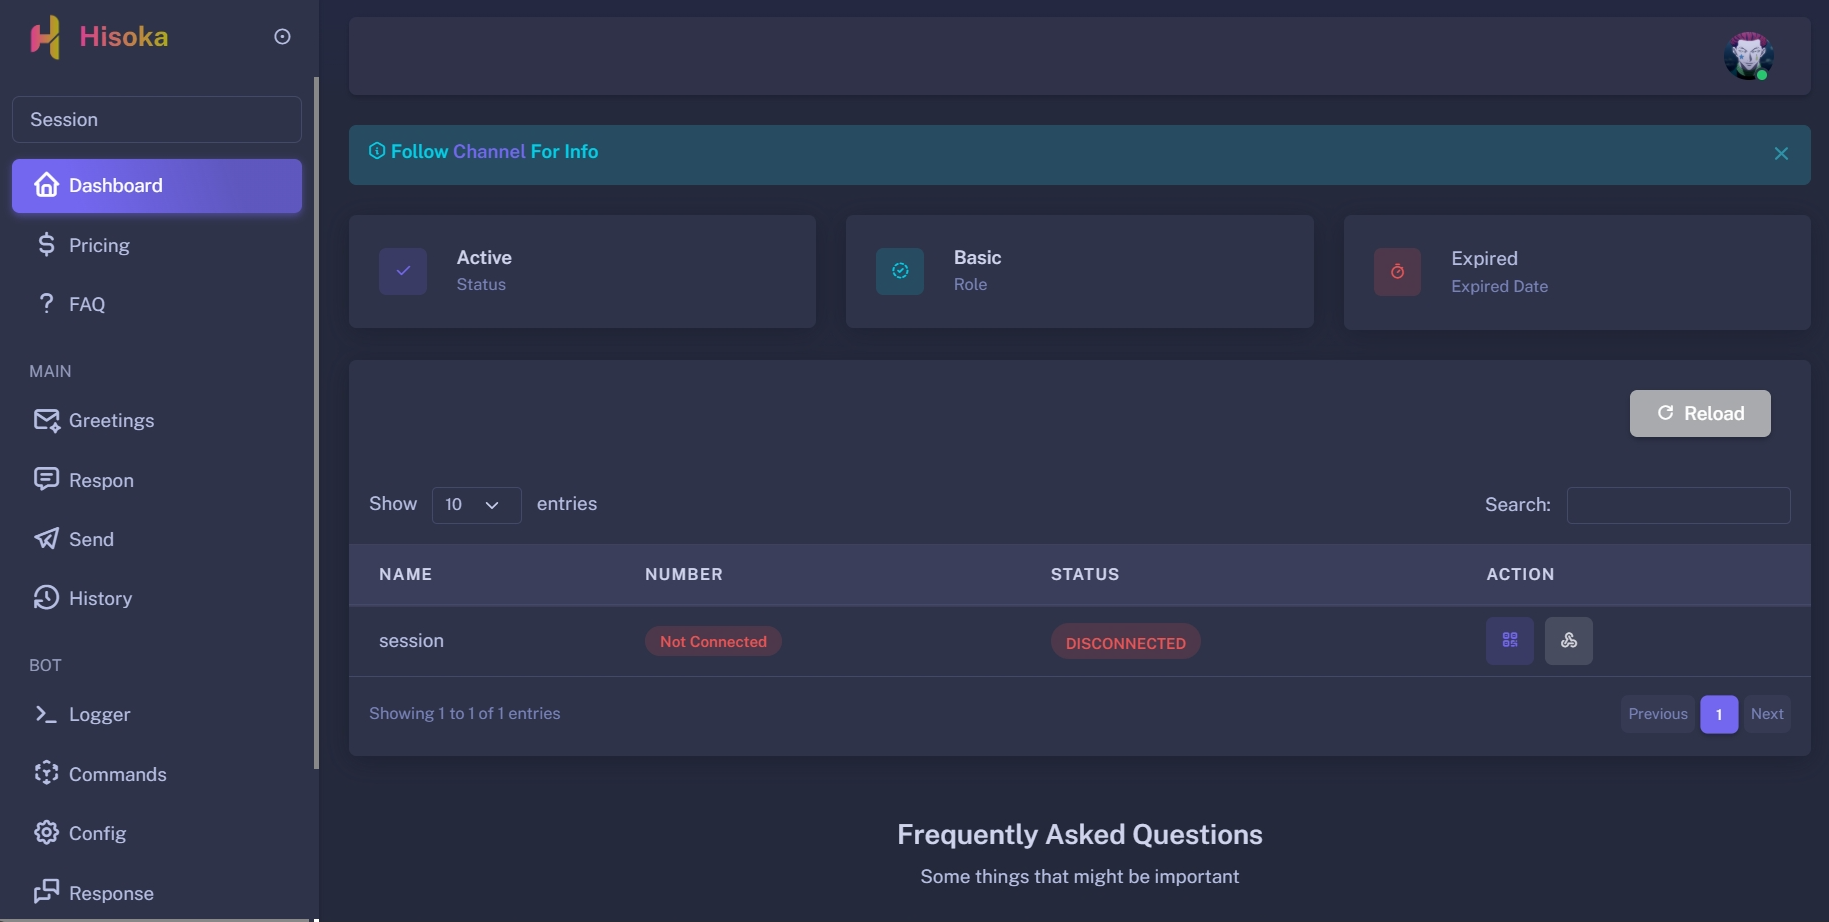 Hisoka
Session
Dashboard
Pricing
FAQ
MAIN
Greetings
Respon
Send
History
BOT
Logger
Commands
Config
Response
Follow Channel For Info
Active
Status
Basic
Role
Expired
Expired Date
Reload
Show 10 entries
Search:
NAME NUMBER STATUS ACTION
session Not Connected DISCONNECTED
Showing 1 to 1 of 1 entries
Previous 1 Next
Frequently Asked Questions
Some things that might be important